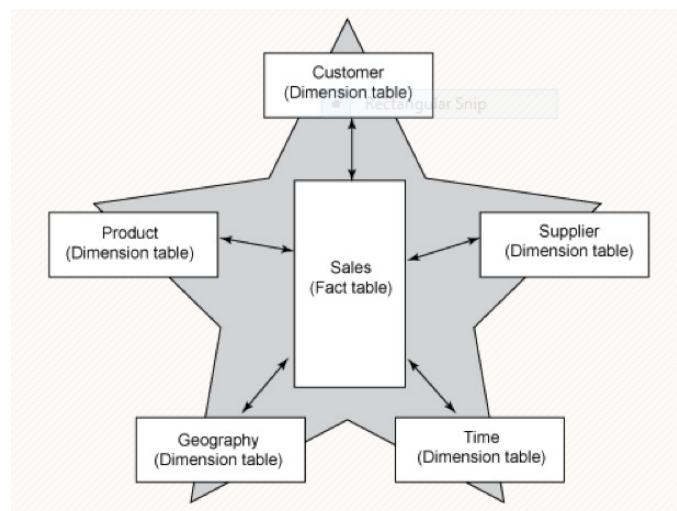 Customer
(Dimension table)
Rectangular Snip
Product
(Dimension table)
Supplier
(Dimension table)
Sales
(Fact table)
Geography
(Dimension table)
Time
(Dimension table)